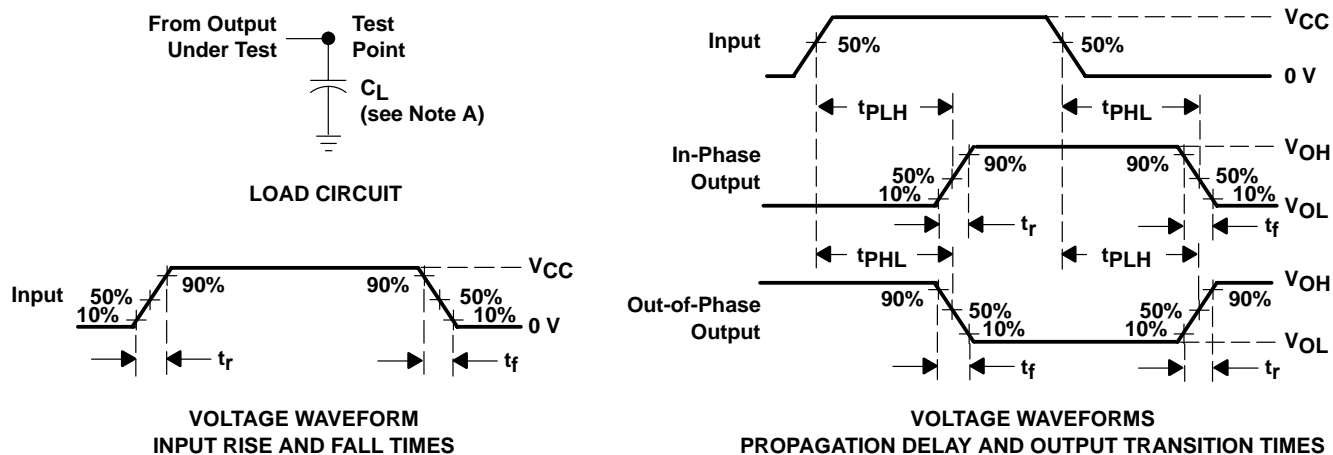 From Output
Under Test
Test
Point
CL
(see Note A)
LOAD CIRCUIT
Input
50%
10%
90%
90%
50%
10%
VCC
0 V
tr
tf
VOLTAGE WAVEFORM
INPUT RISE AND FALL TIMES
Input
50%
50%
VCC
0 V
tPLH
tPHL
In-Phase
Output
50%
10%
90%
90%
50%
10%
VOH
VOL
tr
tf
tPHL
tPLH
Out-of-Phase
Output
90%
50%
10%
50%
10%
90%
VOH
VOL
tf
tr
VOLTAGE WAVEFORMS
PROPAGATION DELAY AND OUTPUT TRANSITION TIMES